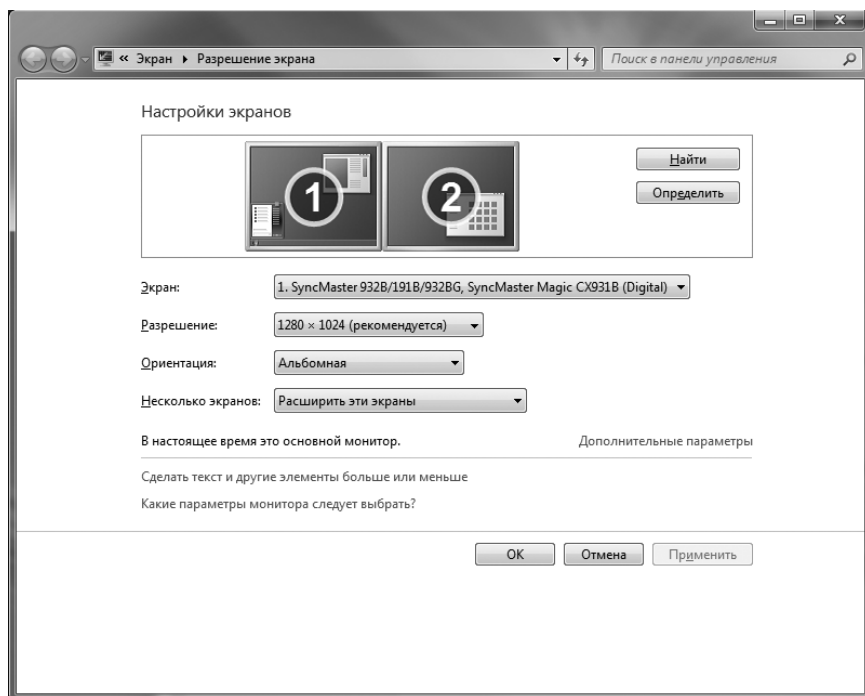 « Экран ▸ Разрешение экрана
Поиск в панели управления
Настройки экранов
1
2
Найти
Определить
Экран:
1. SyncMaster 932B/191B/932BG, SyncMaster Magic CX931B (Digital)
Разрешение:
1280 × 1024 (рекомендуется)
Ориентация:
Альбомная
Несколько экранов:
Расширить эти экраны
В настоящее время это основной монитор.
Дополнительные параметры
Сделать текст и другие элементы больше или меньше
Какие параметры монитора следует выбрать?
ОК
Отмена
Применить